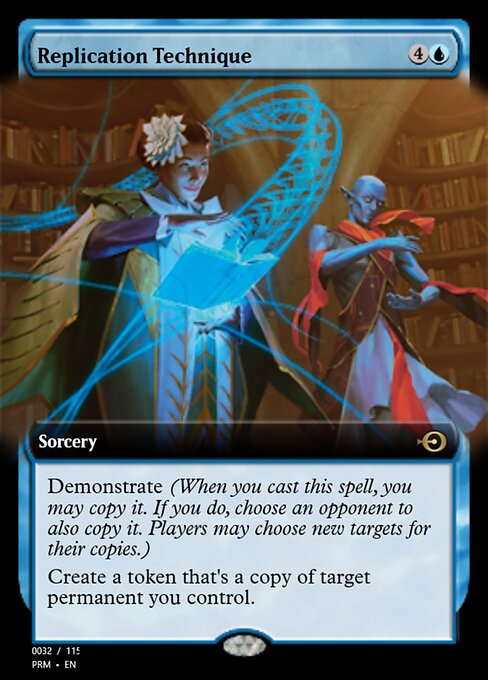 Replication Technique 4
Sorcery
Demonstrate (When you cast this spell, you
may copy it. If you do, choose an opponent to
also copy it. Players may choose new targets for
their copies.)
Create a token that's a copy of target
permanent you control.
0032 / 115
PRM • EN